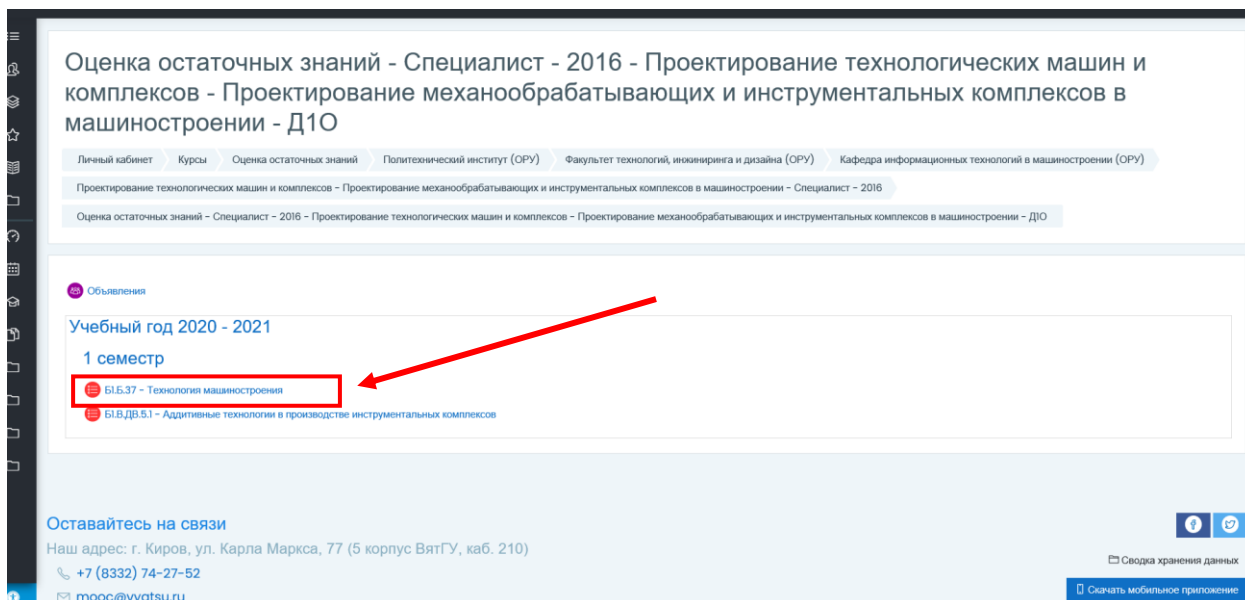 Оценка остаточных знаний - Специалист - 2016 - Проектирование технологических машин и
комплексов - Проектирование механообрабатывающих и инструментальных комплексов в
машиностроении - Д1О
Личный кабинет Курсы Оценка остаточных знаний Политехнический институт (ОРУ) Факультет технологий, инжиниринга и дизайна (ОРУ) Кафедра информационных технологий в машиностроении (ОРУ)
Проектирование технологических машин и комплексов - Проектирование механообрабатывающих и инструментальных комплексов в машиностроении - Специалист - 2016
Оценка остаточных знаний - Специалист - 2016 - Проектирование технологических машин и комплексов - Проектирование механообрабатывающих и инструментальных комплексов в машиностроении - Д1О
Объявления
Учебный год 2020 - 2021
1 семестр
Б1.Б.37 - Технология машиностроения
Б1.В.ДВ.5.1 - Аддитивные технологии в производстве инструментальных комплексов
Оставайтесь на связи
Наш адрес: г. Киров, ул. Карла Маркса, 77 (5 корпус ВятГУ, каб. 210)
+7 (8332) 74-27-52
mooc@vyatsu.ru
Сводка хранения данных
Скачать мобильное приложение